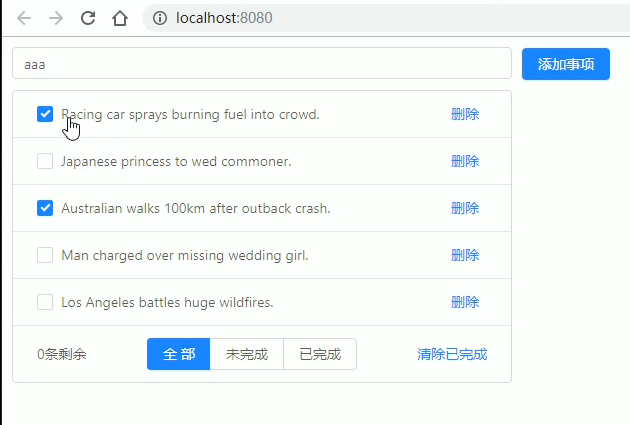 localhost:8080
aaa 添加事项
Racing car sprays burning fuel into crowd. 删除
Japanese princess to wed commoner. 删除
Australian walks 100km after outback crash. 删除
Man charged over missing wedding girl. 删除
Los Angeles battles huge wildfires. 删除
0条剩余 全 部 未完成 已完成 清除已完成